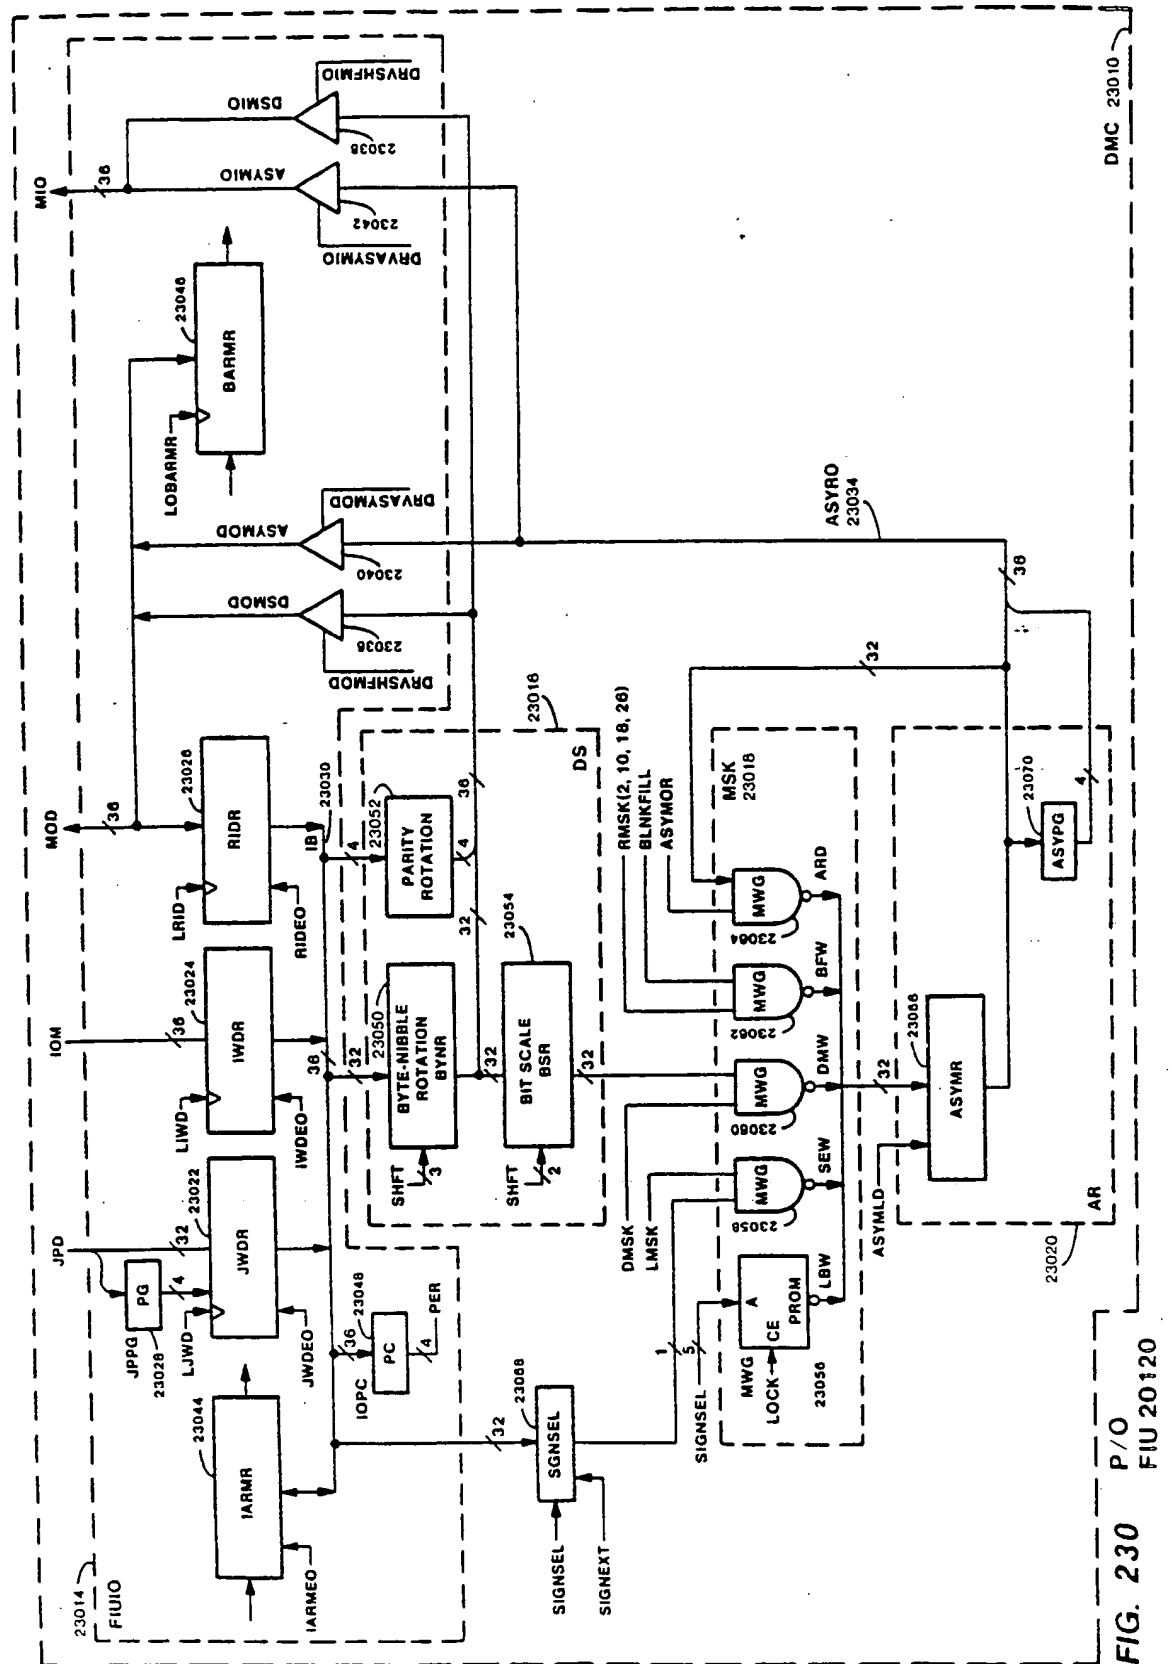 MOD
36
IOM
36
JPD
32
MIO
36
23014
FIUIO
23044
IARMR
IARMEO
JPPG
PG
23026
4
LJWD
23022
JWDR
JWDEO
LIWD
23024
IWDR
IWDEO
LRID
23028
RIDR
RIDEO
IB
23030
36
IOPC
36
23048
PC
4
PER
DSMOD
23036
DRVSHFMOD
ASYMOD
23040
DRVASYMOD
LOBARMR
23046
BARMR
ASYMIO
23042
DRVASYMIO
DSMIO
23038
DRVSHFMIO
32
4
23050
BYTE-NIBBLE
ROTATION
BYNR
SHFT
3
23052
PARITY
ROTATION
4
32
36
32
23054
BIT SCALE
BSR
SHFT
2
32
DS
23016
SIGNSEL
SIGNEXT
32
23068
SGNSEL
1
5
SIGNSEL
MWG
LOCK
A
CE
PROM
23056
LBW
DMSK
LMSK
RMSK(2, 10, 18, 26)
BLNKFILL
ASYMOR
MSK
23018
MWG
23058
SEW
MWG
23060
DMW
MWG
23062
BFW
MWG
23064
ARD
32
32
ASYMLD
23066
ASYMR
AR
23020
23070
ASYPG
4
36
ASYRO
23034
DMC 23010
FIG. 230
P/O
FIU 20120